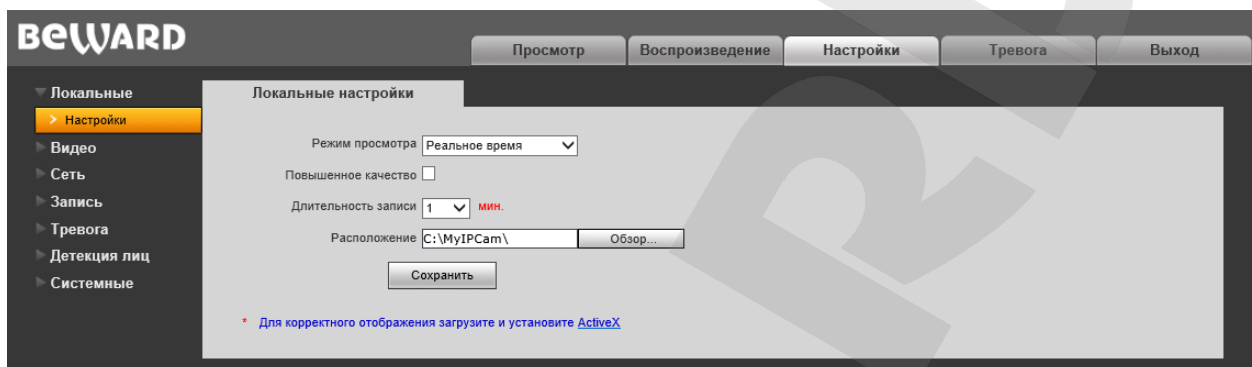 BEWARD
Просмотр Воспроизведение Настройки Тревога Выход
Локальные
> Настройки
Видео
Сеть
Запись
Тревога
Детекция лиц
Системные
Локальные настройки
Режим просмотра Реальное время
Повышенное качество
Длительность записи 1 мин.
Расположение C:\MyIPCam\ Обзор...
Сохранить
* Для корректного отображения загрузите и установите ActiveX